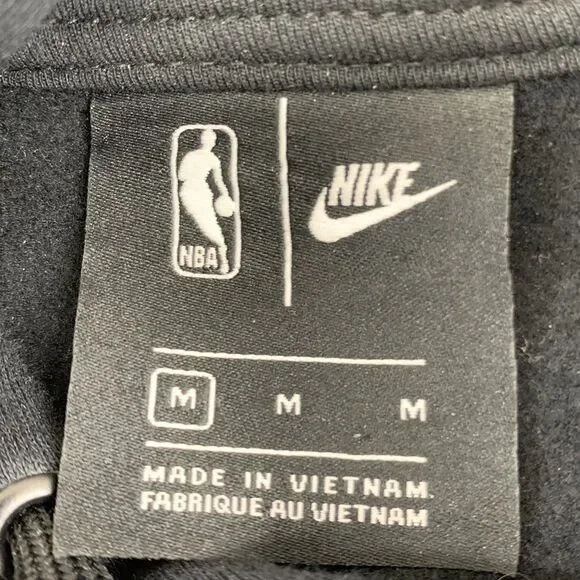 NBA
NIKE
M M M
MADE IN VIETNAM.
FABRIQUE AU VIETNAM